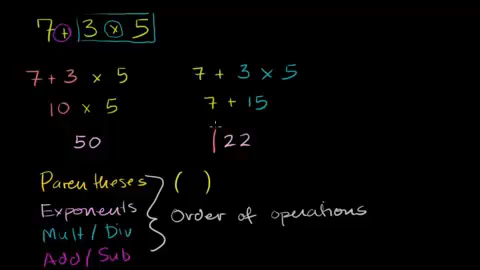 7 + 3 × 5
7 + 3 × 5
10 × 5
50
7 + 3 × 5
7 + 15
22
Parentheses ( )
Exponents
Mult / Div
Add / Sub
Order of operations